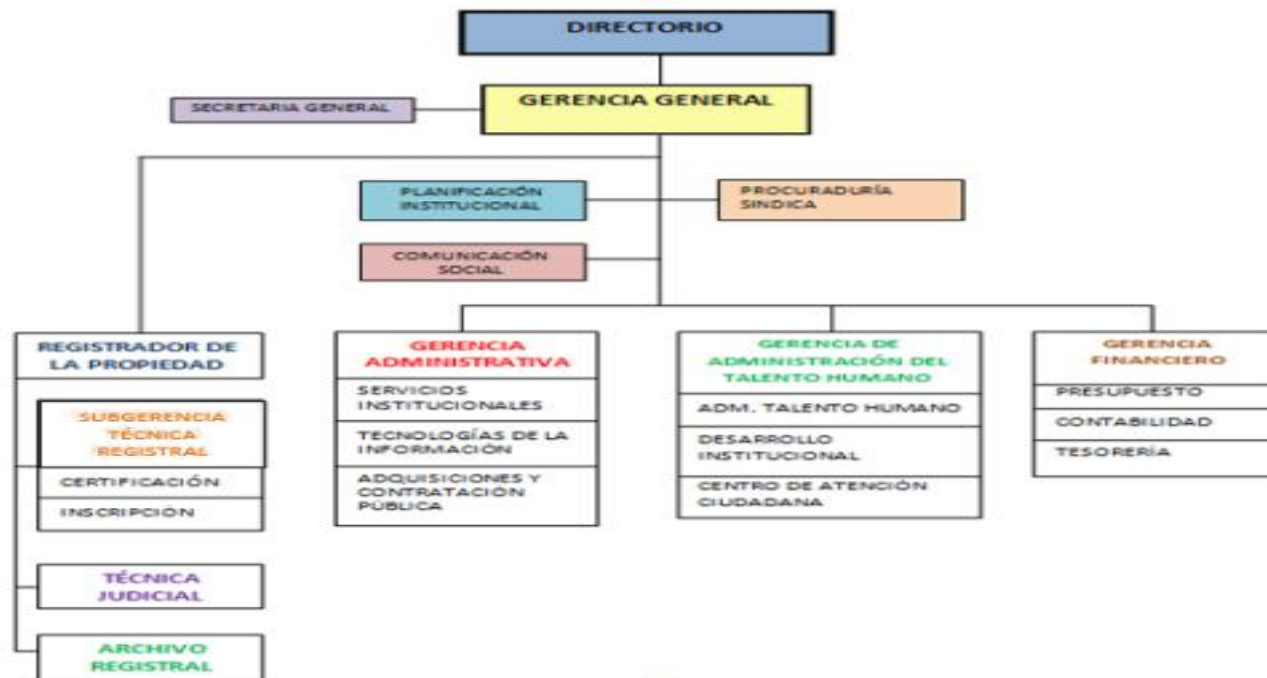 DIRECTORIO
GERENCIA GENERAL
SECRETARIA GENERAL
PLANIFICACIÓN
INSTITUCIONAL
PROCURADURÍA
SINDICA
COMUNICACIÓN
SOCIAL
REGISTRADOR DE
LA PROPIEDAD
SUBGERENCIA
TÉCNICA
REGISTRAL
CERTIFICACIÓN
INSCRIPCIÓN
TÉCNICA
JUDICIAL
ARCHIVO
REGISTRAL
GERENCIA
ADMINISTRATIVA
SERVICIOS
INSTITUCIONALES
TECNOLOGÍAS DE LA
INFORMACIÓN
ADQUISICIONES Y
CONTRATACIÓN
PÚBLICA
GERENCIA DE
ADMINISTRACIÓN DEL
TALENTO HUMANO
ADM. TALENTO HUMANO
DESARROLLO
INSTITUCIONAL
CENTRO DE ATENCIÓN
CIUDADANA
GERENCIA
FINANCIERO
PRESUPUESTO
CONTABILIDAD
TESORERÍA